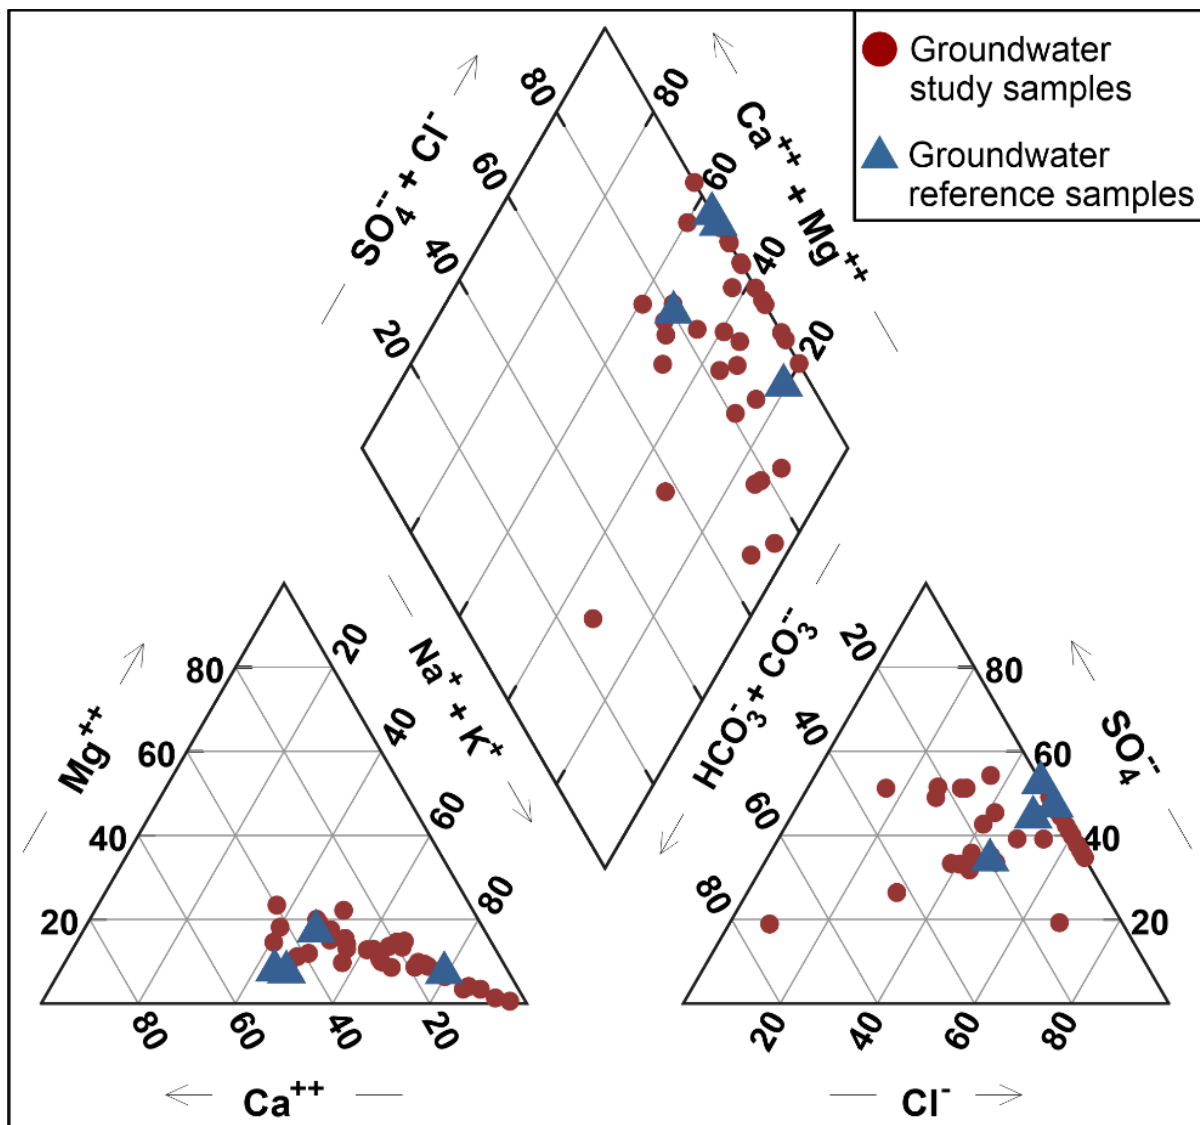 Groundwater
study samples
Groundwater
reference samples
80
80
SO₄⁻⁻ + Cl⁻
Ca⁺⁺ + Mg⁺⁺
60
60
40
40
20
20
Mg⁺⁺
Na⁺ + K⁺
HCO₃⁻ + CO₃⁻⁻
SO₄⁻⁻
80
20
20
80
60
40
40
60
40
60
60
40
20
80
80
20
80
60
40
20
20
40
60
80
Ca⁺⁺
Cl⁻